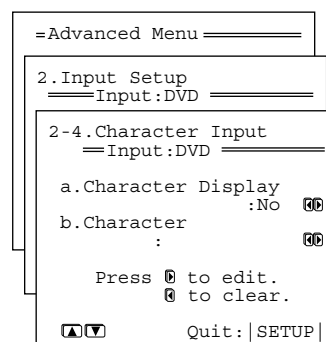 Advanced Menu
2.Input Setup
Input:DVD
2-4.Character Input
Input:DVD
a.Character Display
:No
b.Character
:
Press ▶ to edit.
◀ to clear.
▲ ▼ Quit:|SETUP|